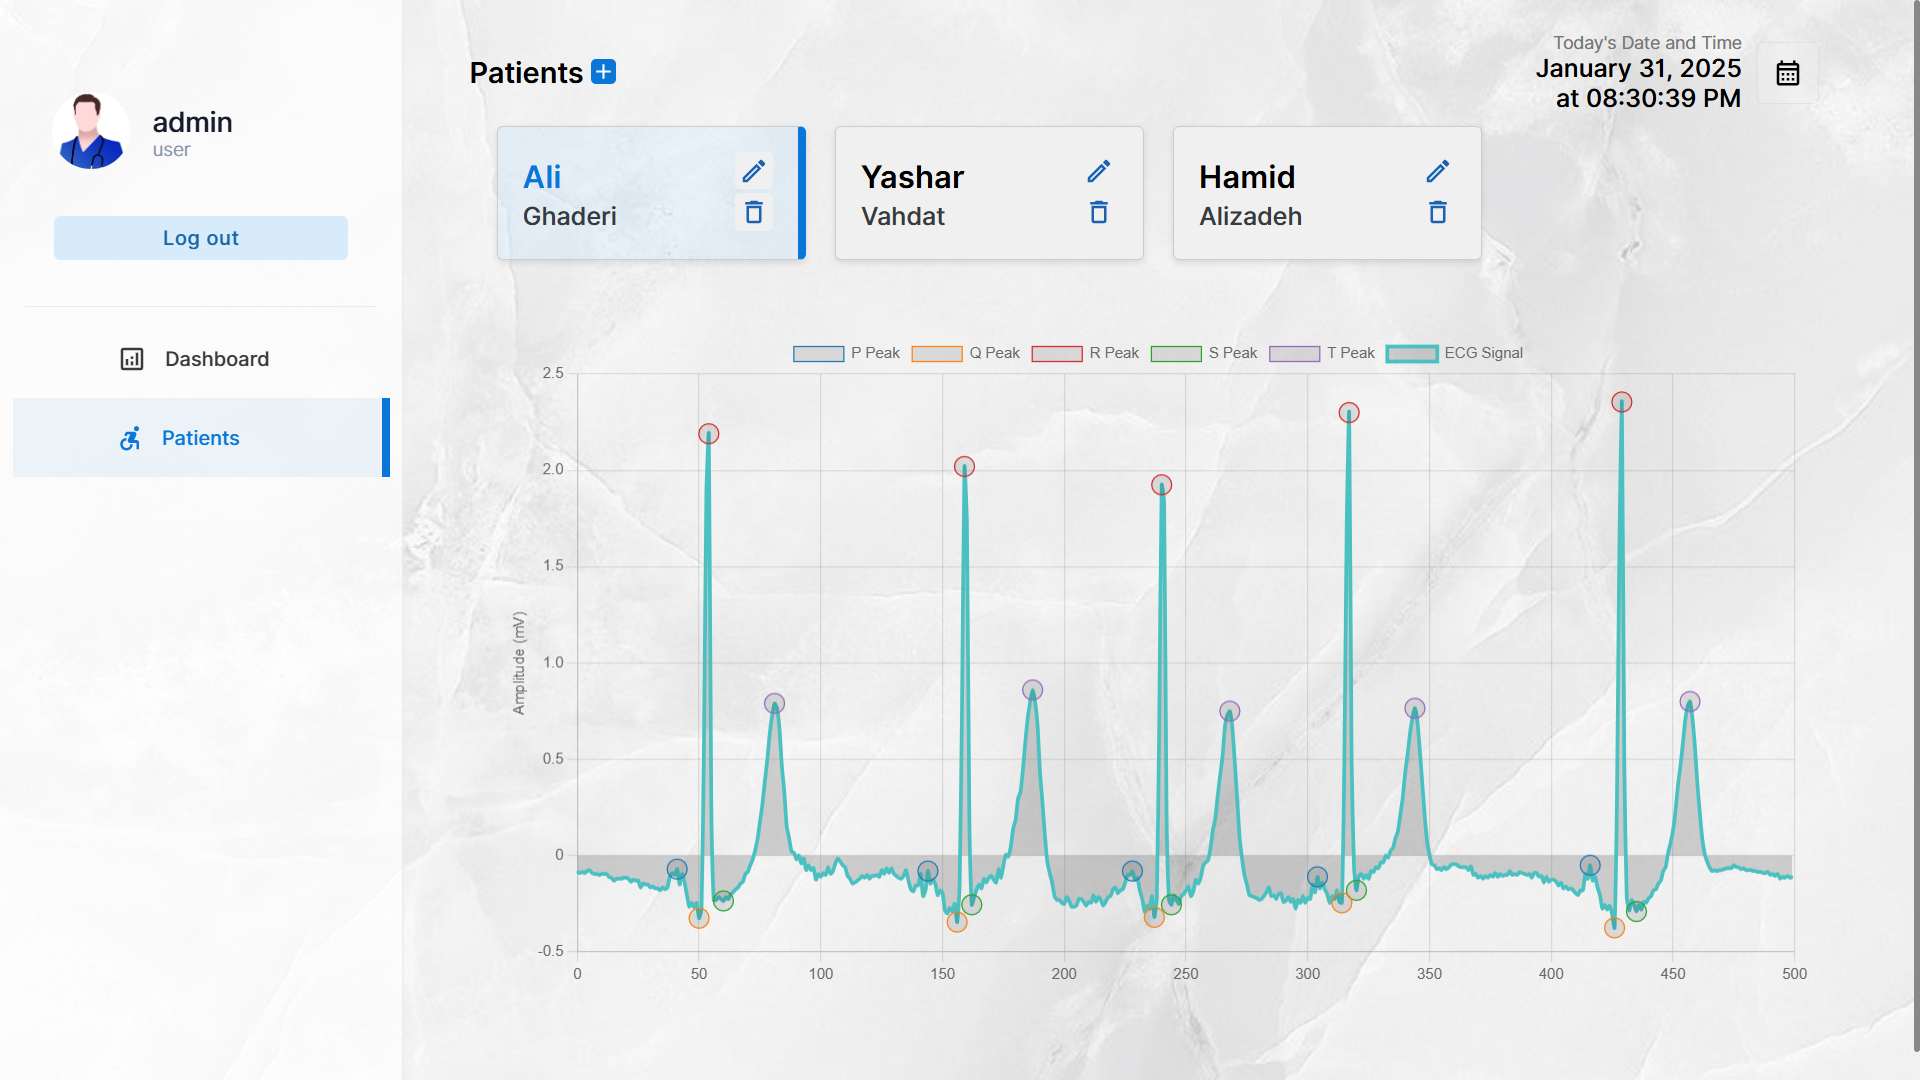 admin
user
Log out
Dashboard
Patients
Patients
Today's Date and Time
January 31, 2025
at 08:30:39 PM
Ali
Ghaderi
Yashar
Vahdat
Hamid
Alizadeh
P Peak Q Peak R Peak S Peak T Peak ECG Signal
Amplitude (mV)
2.5
2.0
1.5
1.0
0.5
0
-0.5
0 50 100 150 200 250 300 350 400 450 500